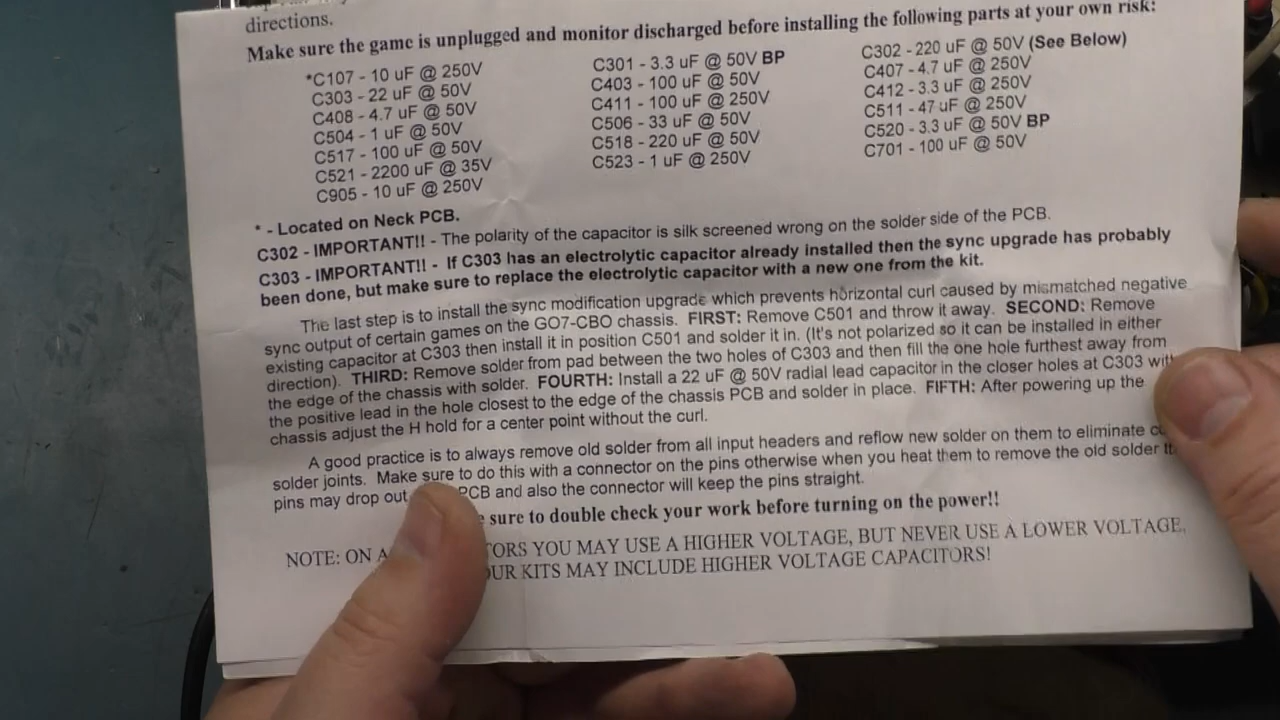 directions.
Make sure the game is unplugged and monitor discharged before installing the following parts at your own risk:
*C107 - 10 uF @ 250V
C303 - 22 uF @ 50V
C408 - 4.7 uF @ 50V
C504 - 1 uF @ 50V
C517 - 100 uF @ 50V
C521 - 2200 uF @ 35V
C905 - 10 uF @ 250V
C301 - 3.3 uF @ 50V BP
C403 - 100 uF @ 50V
C411 - 100 uF @ 250V
C506 - 33 uF @ 50V
C518 - 220 uF @ 50V
C523 - 1 uF @ 250V
C302 - 220 uF @ 50V (See Below)
C407 - 4.7 uF @ 250V
C412 - 3.3 uF @ 250V
C511 - 47 uF @ 250V
C520 - 3.3 uF @ 50V BP
C701 - 100 uF @ 50V
* - Located on Neck PCB.
C302 - IMPORTANT!! - The polarity of the capacitor is silk screened wrong on the solder side of the PCB.
C303 - IMPORTANT!! - If C303 has an electrolytic capacitor already installed then the sync upgrade has probably
been done, but make sure to replace the electrolytic capacitor with a new one from the kit.
The last step is to install the sync modification upgrade which prevents horizontal curl caused by mismatched negative
sync output of certain games on the GO7-CBO chassis. FIRST: Remove C501 and throw it away. SECOND: Remove
existing capacitor at C303 then install it in position C501 and solder it in. (It's not polarized so it can be installed in either
direction). THIRD: Remove solder from pad between the two holes of C303 and then fill the one hole furthest away from
the edge of the chassis with solder. FOURTH: Install a 22 uF @ 50V radial lead capacitor in the closer holes at C303 with
the positive lead in the hole closest to the edge of the chassis PCB and solder in place. FIFTH: After powering up the
chassis adjust the H hold for a center point without the curl.
A good practice is to always remove old solder from all input headers and reflow new solder on them to eliminate
solder joints. Make sure to do this with a connector on the pins otherwise when you heat them to remove the old solder
pins may drop out PCB and also the connector will keep the pins straight.
sure to double check your work before turning on the power!!
NOTE: ON YOU MAY USE A HIGHER VOLTAGE, BUT NEVER USE A LOWER VOLTAGE,
KITS MAY INCLUDE HIGHER VOLTAGE CAPACITORS!